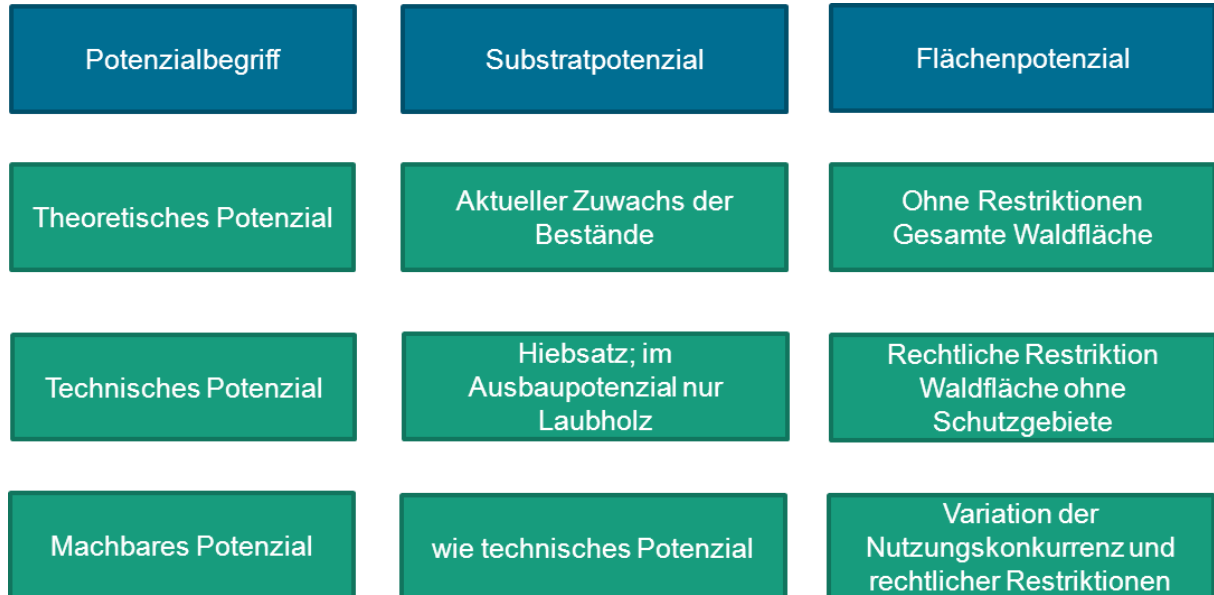 Potenzialbegriff
Substratpotenzial
Flächenpotenzial
Theoretisches Potenzial
Aktueller Zuwachs der
Bestände
Ohne Restriktionen
Gesamte Waldfläche
Technisches Potenzial
Hiebsatz; im
Ausbaupotenzial nur
Laubholz
Rechtliche Restriktion
Waldfläche ohne
Schutzgebiete
Machbares Potenzial
wie technisches Potenzial
Variation der
Nutzungskonkurrenz und
rechtlicher Restriktionen